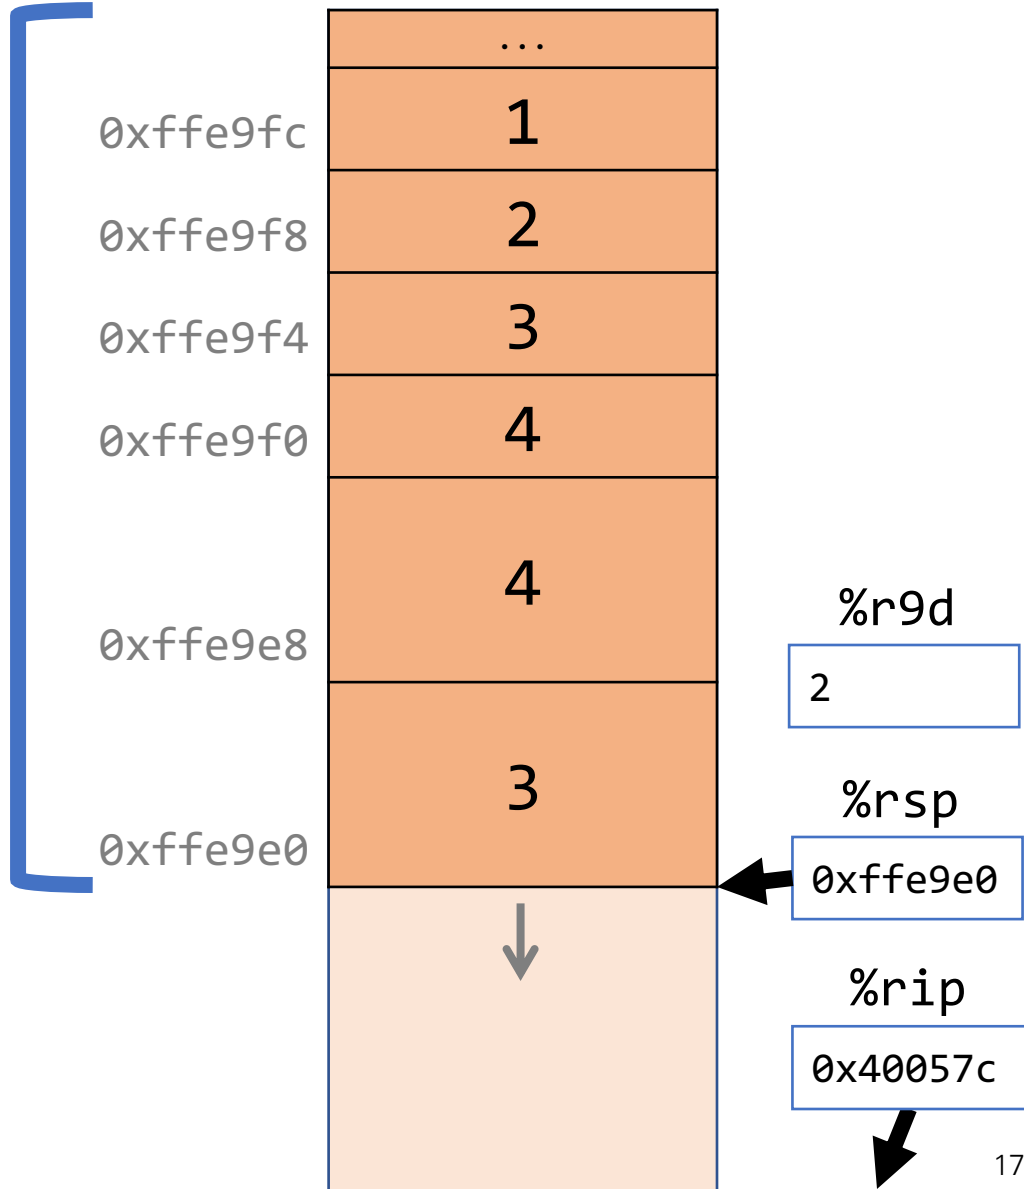 ...
0xffe9fc 1
0xffe9f8 2
0xffe9f4 3
0xffe9f0 4
0xffe9e8 4
0xffe9e0 3
%r9d
2
%rsp
0xffe9e0
%rip
0x40057c
17